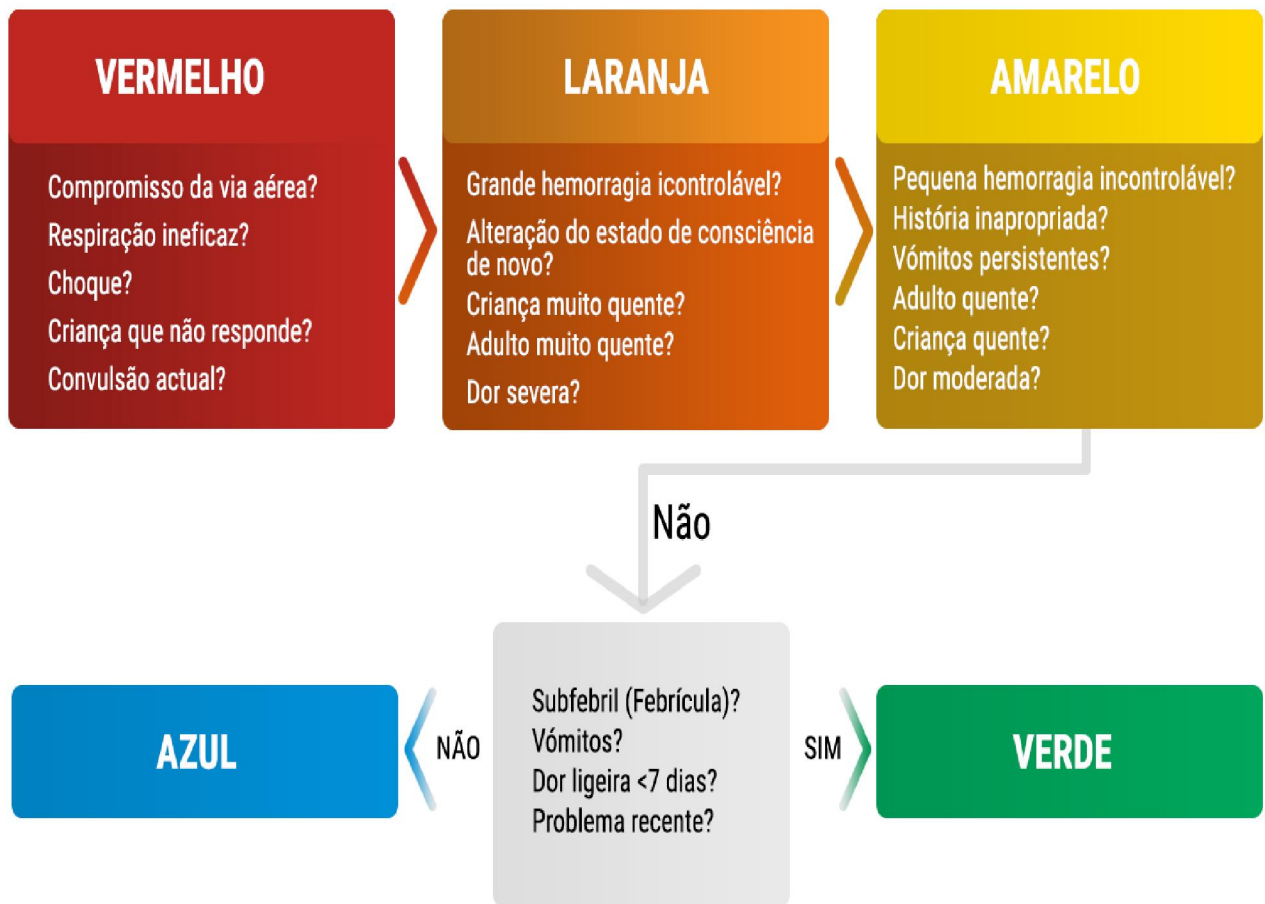 VERMELHO
Compromisso da via aérea?
Respiração ineficaz?
Choque?
Criança que não responde?
Convulsão actual?
LARANJA
Grande hemorragia icontrolável?
Alteração do estado de consciência
de novo?
Criança muito quente?
Adulto muito quente?
Dor severa?
AMARELO
Pequena hemorragia incontrolável?
História inapropriada?
Vómitos persistentes?
Adulto quente?
Criança quente?
Dor moderada?
Não
Subfebril (Febrícula)?
Vómitos?
Dor ligeira <7 dias?
Problema recente?
NÃO
AZUL
SIM
VERDE